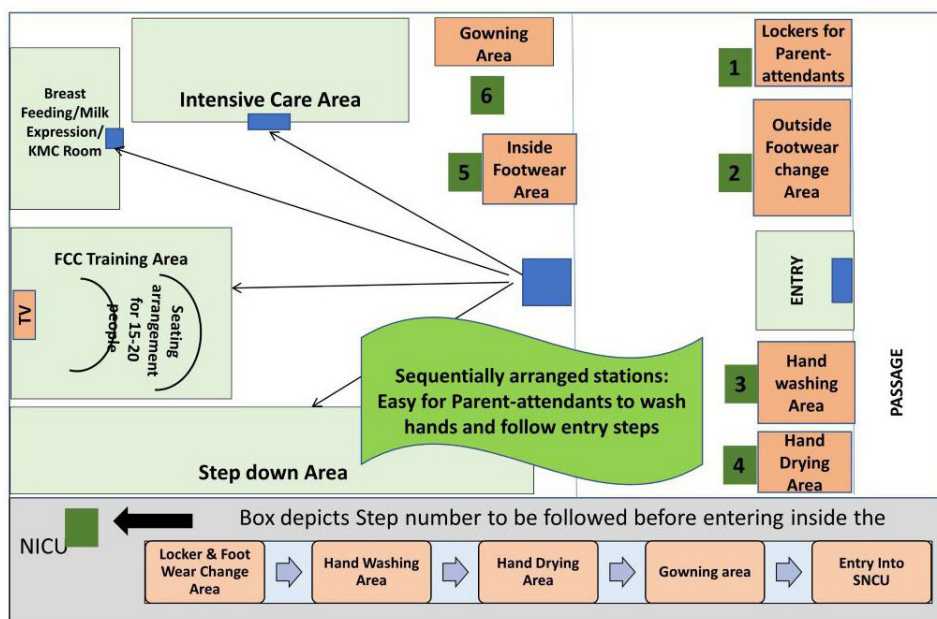 Breast
Feeding/Milk
Expression/
KMC Room
Intensive Care Area
Gowning
Area
6
5
Inside
Footwear
Area
1
Lockers for
Parent-
attendants
2
Outside
Footwear
change
Area
FCC Training Area
TV
Seating
arrangement
for 15-20
people
ENTRY
PASSAGE
Sequentially arranged stations:
Easy for Parent-attendants to wash
hands and follow entry steps
3
Hand
washing
Area
4
Hand
Drying
Area
Step down Area
Box depicts Step number to be followed before entering inside the
NICU
Locker & Foot
Wear Change
Area
Hand Washing
Area
Hand Drying
Area
Gowning area
Entry Into
SNCU